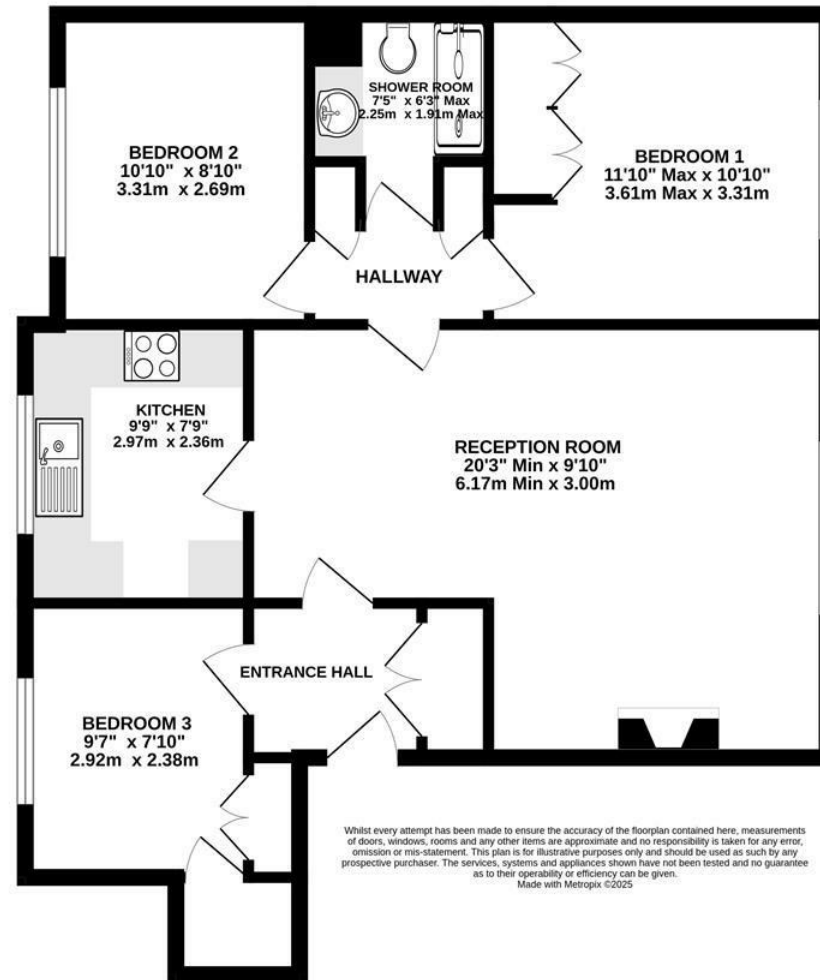 SHOWER ROOM
7'5" x 6'3" Max
2.25m x 1.91m Max
BEDROOM 2
10'10" x 8'10"
3.31m x 2.69m
BEDROOM 1
11'10" Max x 10'10"
3.61m Max x 3.31m
HALLWAY
KITCHEN
9'9" x 7'9"
2.97m x 2.36m
RECEPTION ROOM
20'3" Min x 9'10"
6.17m Min x 3.00m
ENTRANCE HALL
BEDROOM 3
9'7" x 7'10"
2.92m x 2.38m
Whilst every attempt has been made to ensure the accuracy of the floorplan contained here, measurements
of doors, windows, rooms and any other items are approximate and no responsibility is taken for any error,
omission or mis-statement. This plan is for illustrative purposes only and should be used as such by any
prospective purchaser. The services, systems and appliances shown have not been tested and no guarantee
as to their operability or efficiency can be given.
Made with Metropix ©2025